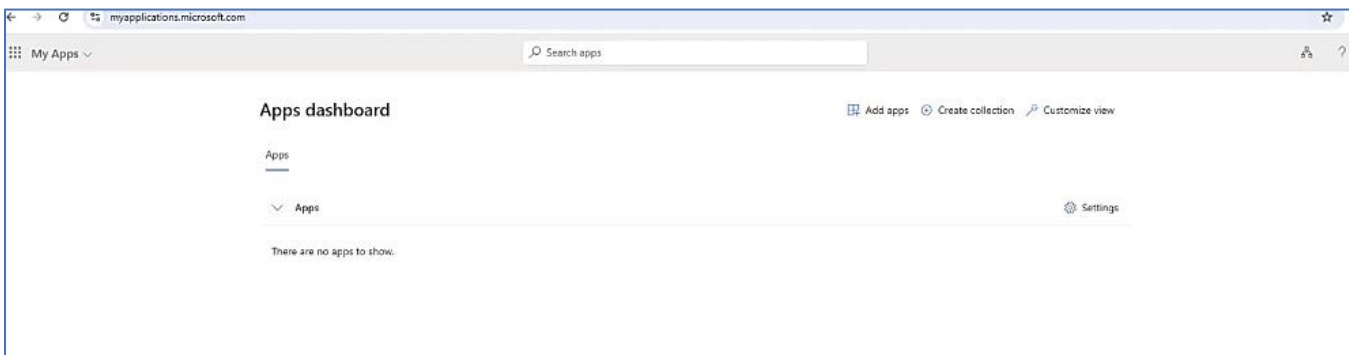 myapplications.microsoft.com
My Apps
Search apps
?
Apps dashboard
Add apps
Create collection
Customize view
Apps
Apps
Settings
There are no apps to show.